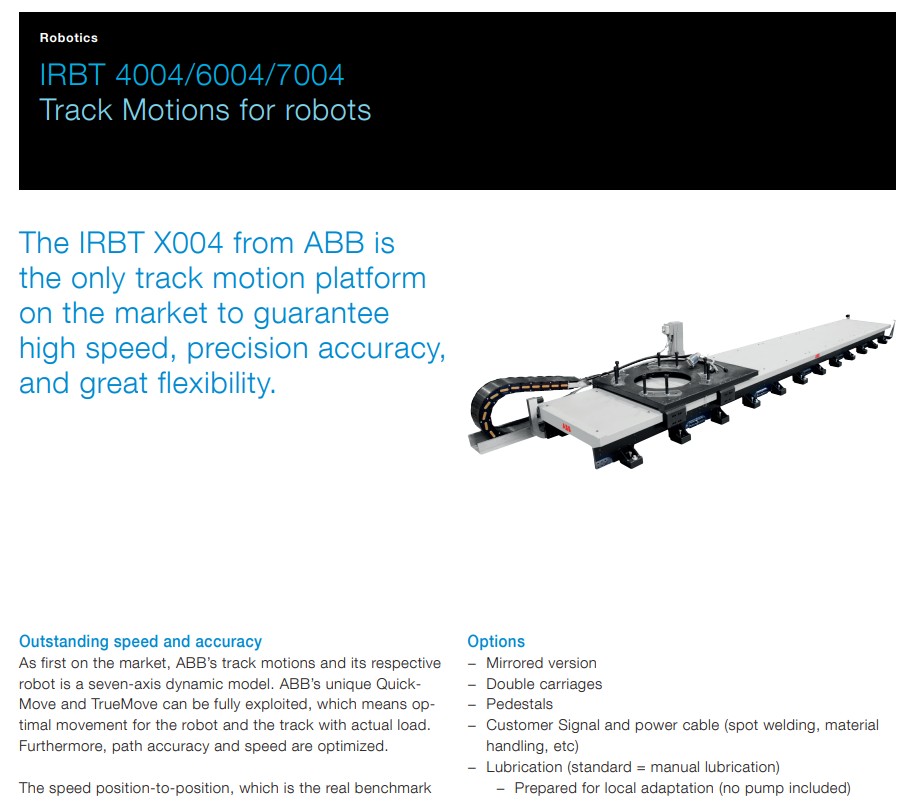 Robotics
IRBT 4004/6004/7004
Track Motions for robots
The IRBT X004 from ABB is
the only track motion platform
on the market to guarantee
high speed, precision accuracy,
and great flexibility.
ABB
ABB
Outstanding speed and accuracy
As first on the market, ABB's track motions and its respective
robot is a seven-axis dynamic model. ABB's unique Quick-
Move and TrueMove can be fully exploited, which means op-
timal movement for the robot and the track with actual load.
Furthermore, path accuracy and speed are optimized.
The speed position-to-position, which is the real benchmark
Options
– Mirrored version
– Double carriages
– Pedestals
– Customer Signal and power cable (spot welding, material
handling, etc)
– Lubrication (standard = manual lubrication)
– Prepared for local adaptation (no pump included)